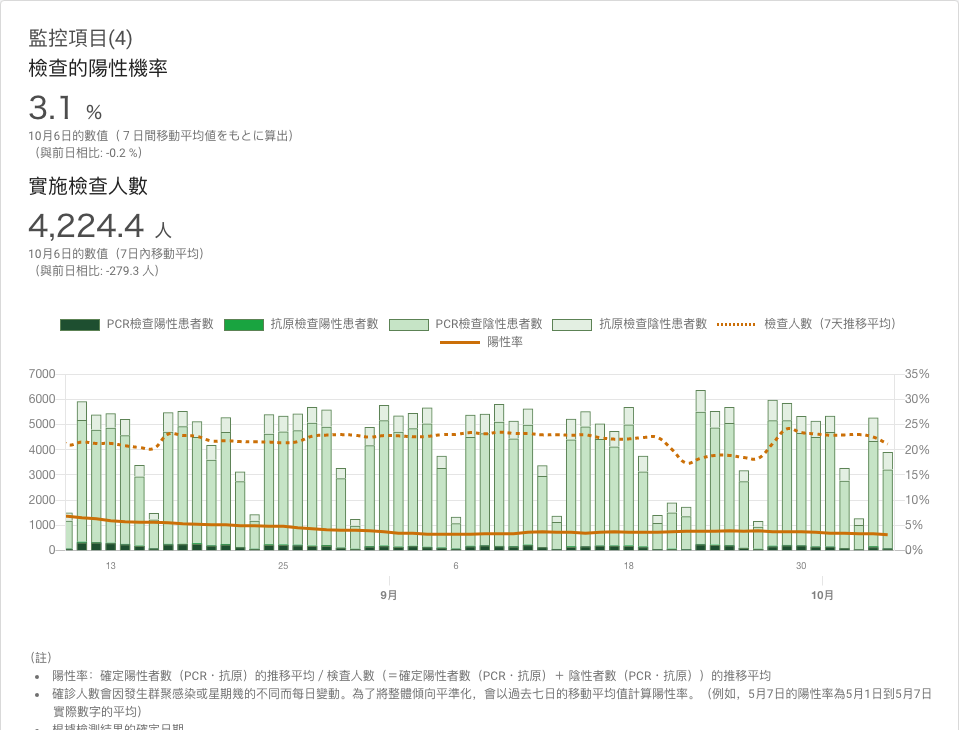 監控項目(4)
檢查的陽性機率
3.1 %
10月6日的數值（７日間移動平均値をもとに算出）
（與前日相比: -0.2 %）
實施檢查人數
4,224.4 人
10月6日的數值（7日內移動平均）
（與前日相比: -279.3 人）
PCR檢查陽性患者數 抗原檢查陽性患者數 PCR檢查陰性患者數 抗原檢查陰性患者數 檢查人數（7天推移平均）
陽性率
7000 35%
6000 30%
5000 25%
4000 20%
3000 15%
2000 10%
1000 5%
0 0%
13 25 6 18 30
9月 10月
（註）
陽性率：確定陽性者數（PCR・抗原）的推移平均 / 檢査人數（＝確定陽性者數（PCR・抗原）＋ 陰性者數（PCR・抗原））的推移平均
確診人數會因發生群聚感染或星期幾的不同而每日變動。為了將整體傾向平準化，會以過去七日的移動平均值計算陽性率。（例如，5月7日的陽性率為5月1日到5月7日
實際數字的平均）
根據檢測結果的確定日期